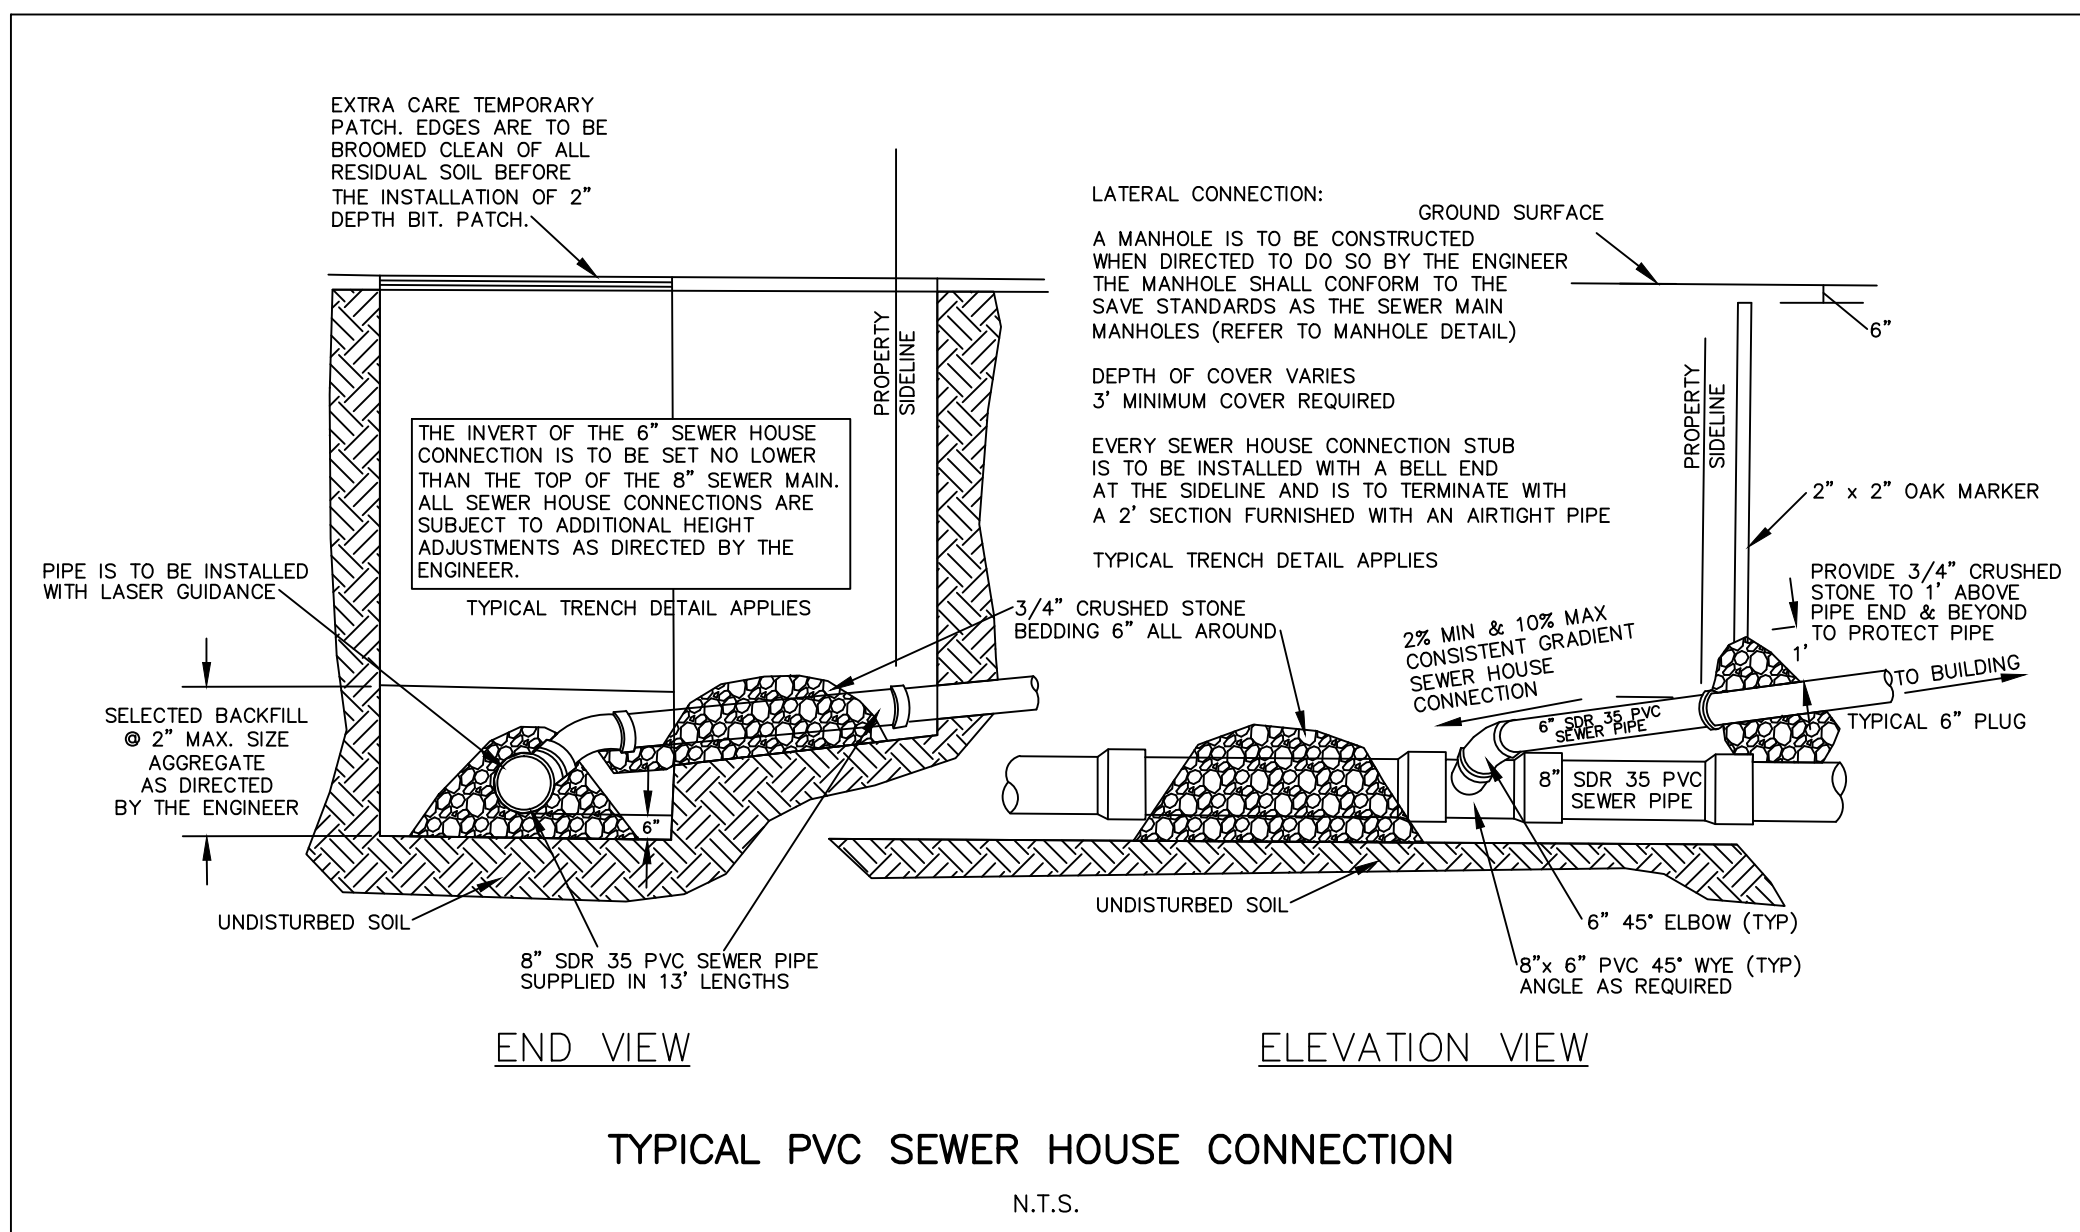 EXTRA CARE TEMPORARY
PATCH. EDGES ARE TO BE
BROOMED CLEAN OF ALL
RESIDUAL SOIL BEFORE
THE INSTALLATION OF 2"
DEPTH BIT. PATCH.
PROPERTY
SIDELINE
THE INVERT OF THE 6" SEWER HOUSE
CONNECTION IS TO BE SET NO LOWER
THAN THE TOP OF THE 8" SEWER MAIN.
ALL SEWER HOUSE CONNECTIONS ARE
SUBJECT TO ADDITIONAL HEIGHT
ADJUSTMENTS AS DIRECTED BY THE
ENGINEER.
TYPICAL TRENCH DETAIL APPLIES
PIPE IS TO BE INSTALLED
WITH LASER GUIDANCE
SELECTED BACKFILL
@ 2" MAX. SIZE
AGGREGATE
AS DIRECTED
BY THE ENGINEER
6"
UNDISTURBED SOIL
8" SDR 35 PVC SEWER PIPE
SUPPLIED IN 13' LENGTHS
END VIEW
LATERAL CONNECTION:
A MANHOLE IS TO BE CONSTRUCTED
WHEN DIRECTED TO DO SO BY THE ENGINEER
THE MANHOLE SHALL CONFORM TO THE
SAVE STANDARDS AS THE SEWER MAIN
MANHOLES (REFER TO MANHOLE DETAIL)
DEPTH OF COVER VARIES
3' MINIMUM COVER REQUIRED
EVERY SEWER HOUSE CONNECTION STUB
IS TO BE INSTALLED WITH A BELL END
AT THE SIDELINE AND IS TO TERMINATE WITH
A 2' SECTION FURNISHED WITH AN AIRTIGHT PIPE
TYPICAL TRENCH DETAIL APPLIES
3/4" CRUSHED STONE
BEDDING 6" ALL AROUND
GROUND SURFACE
6"
PROPERTY
SIDELINE
2" x 2" OAK MARKER
PROVIDE 3/4" CRUSHED
STONE TO 1' ABOVE
PIPE END & BEYOND
TO PROTECT PIPE
1'
2% MIN & 10% MAX
CONSISTENT GRADIENT
SEWER HOUSE
CONNECTION
TO BUILDING
TYPICAL 6" PLUG
6" SDR 35 PVC
SEWER PIPE
8" SDR 35 PVC
SEWER PIPE
UNDISTURBED SOIL
6" 45° ELBOW (TYP)
8"x 6" PVC 45° WYE (TYP)
ANGLE AS REQUIRED
ELEVATION VIEW
TYPICAL PVC SEWER HOUSE CONNECTION
N.T.S.